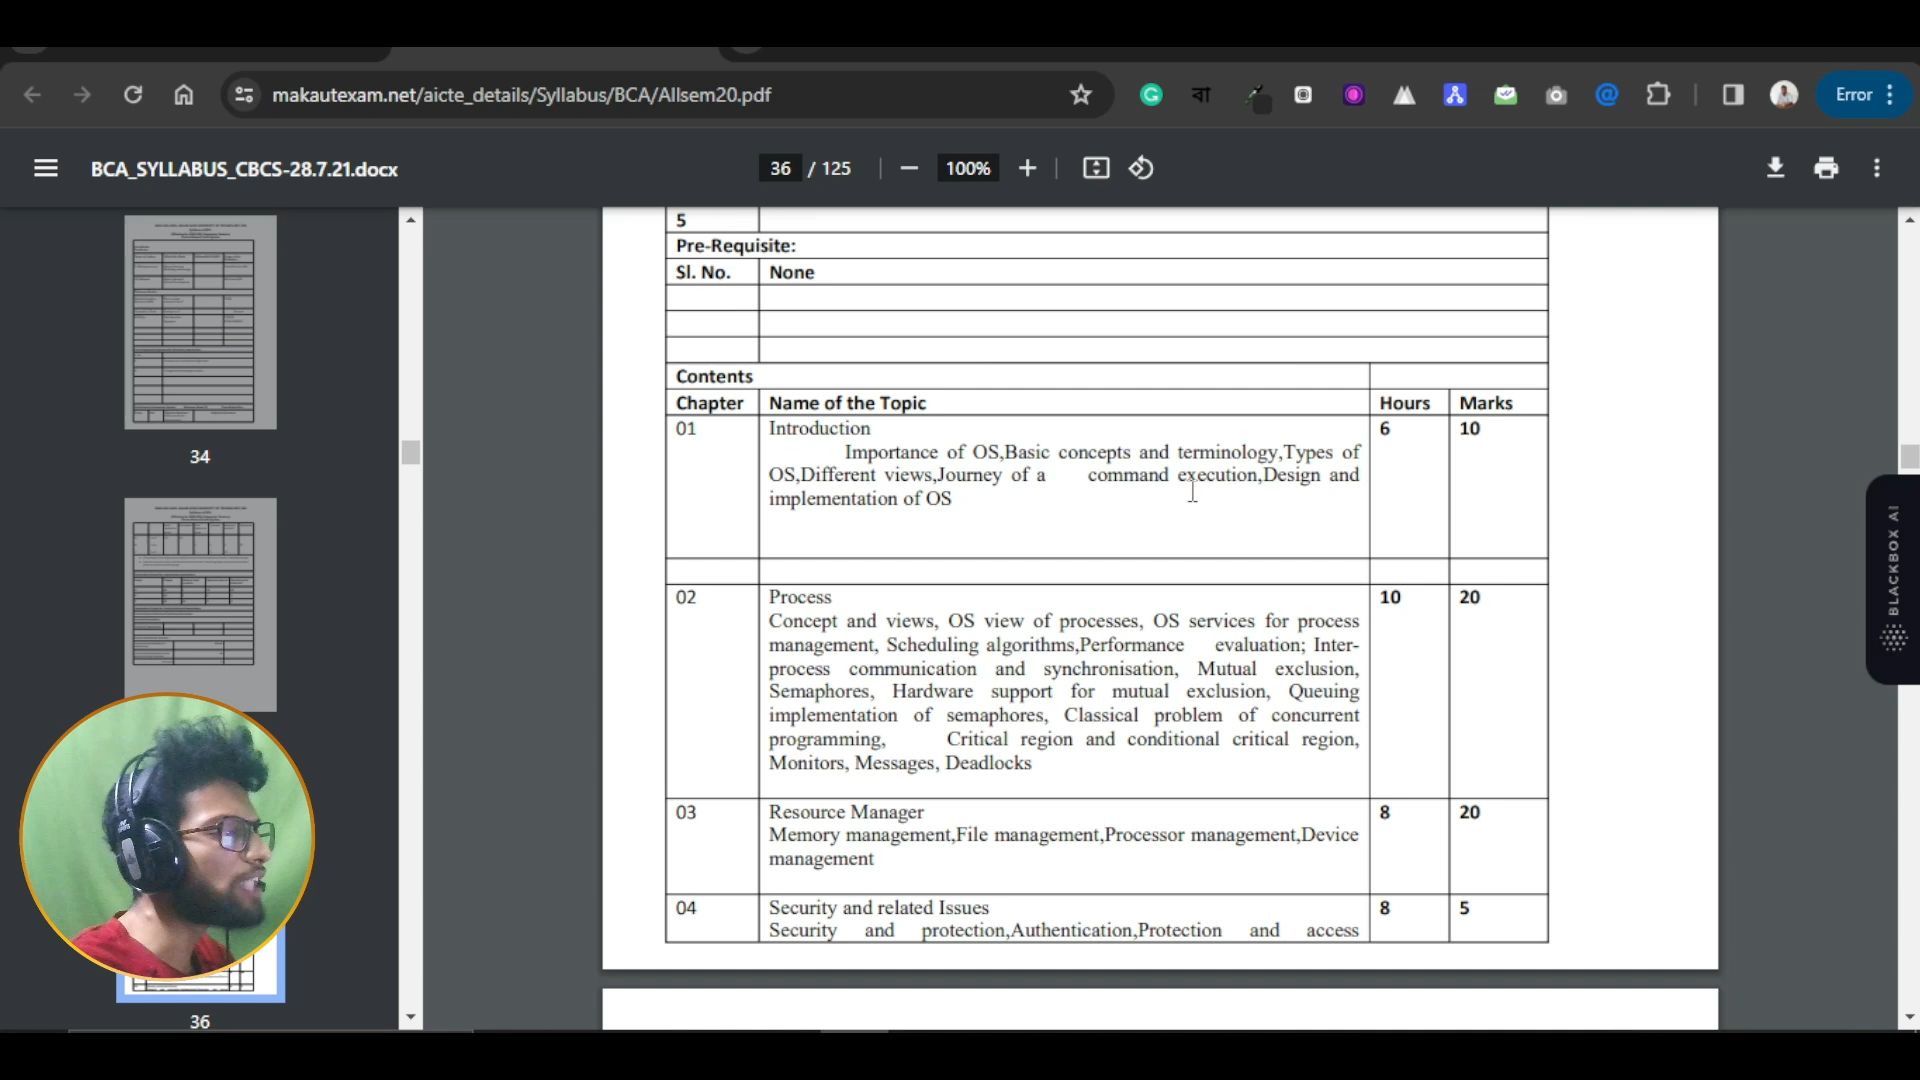 makautexam.net/aicte_details/Syllabus/BCA/Allsem20.pdf
বা
Error
BCA_SYLLABUS_CBCS-28.7.21.docx
36 / 125
100%
34
36
5
Pre-Requisite:
Sl. No. None
Contents
Chapter Name of the Topic Hours Marks
01 Introduction 6 10
Importance of OS,Basic concepts and terminology,Types of
OS,Different views,Journey of a command execution,Design and
implementation of OS
02 Process 10 20
Concept and views, OS view of processes, OS services for process
management, Scheduling algorithms,Performance evaluation; Inter-
process communication and synchronisation, Mutual exclusion,
Semaphores, Hardware support for mutual exclusion, Queuing
implementation of semaphores, Classical problem of concurrent
programming, Critical region and conditional critical region,
Monitors, Messages, Deadlocks
03 Resource Manager 8 20
Memory management,File management,Processor management,Device
management
04 Security and related Issues 8 5
Security and protection,Authentication,Protection and access
BLACKBOX AI